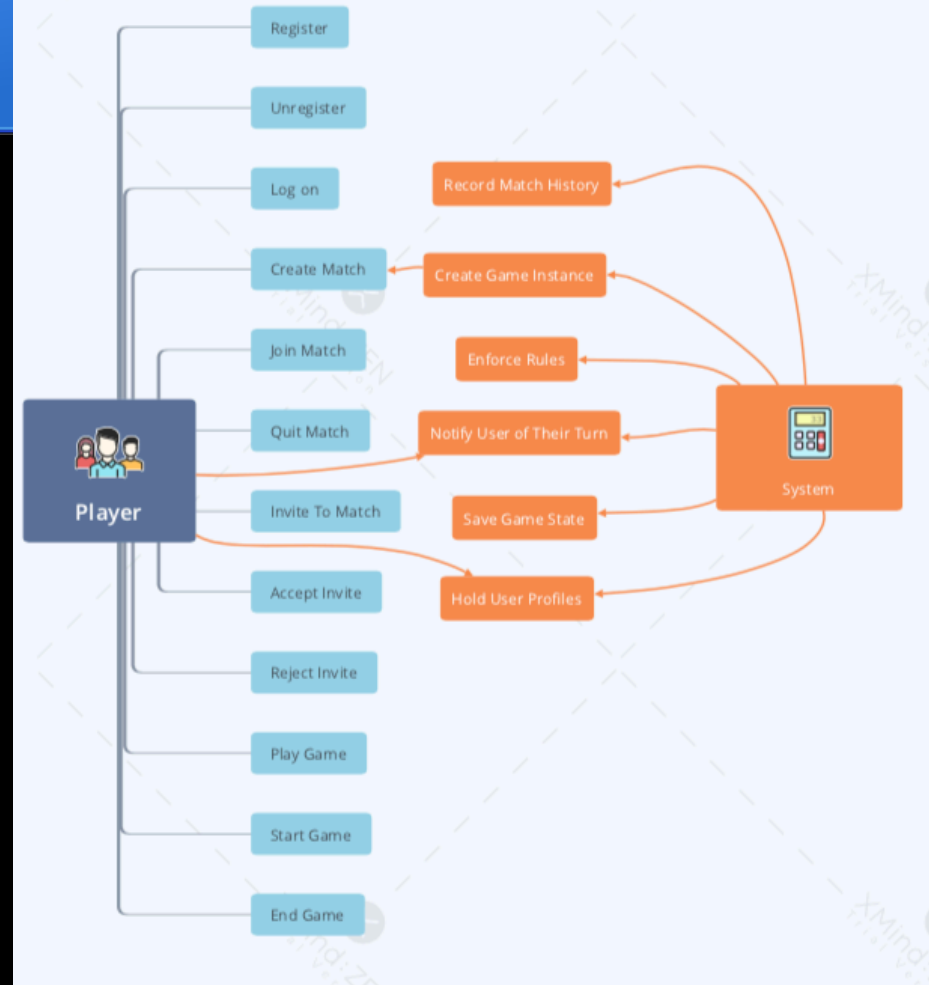 Register
Unregister
Log on
Record Match History
Create Match
Create Game Instance
Join Match
Enforce Rules
Quit Match
Notify User of Their Turn
System
Player
Invite To Match
Save Game State
Accept Invite
Hold User Profiles
Reject Invite
Play Game
Start Game
End Game
XMind
XMind